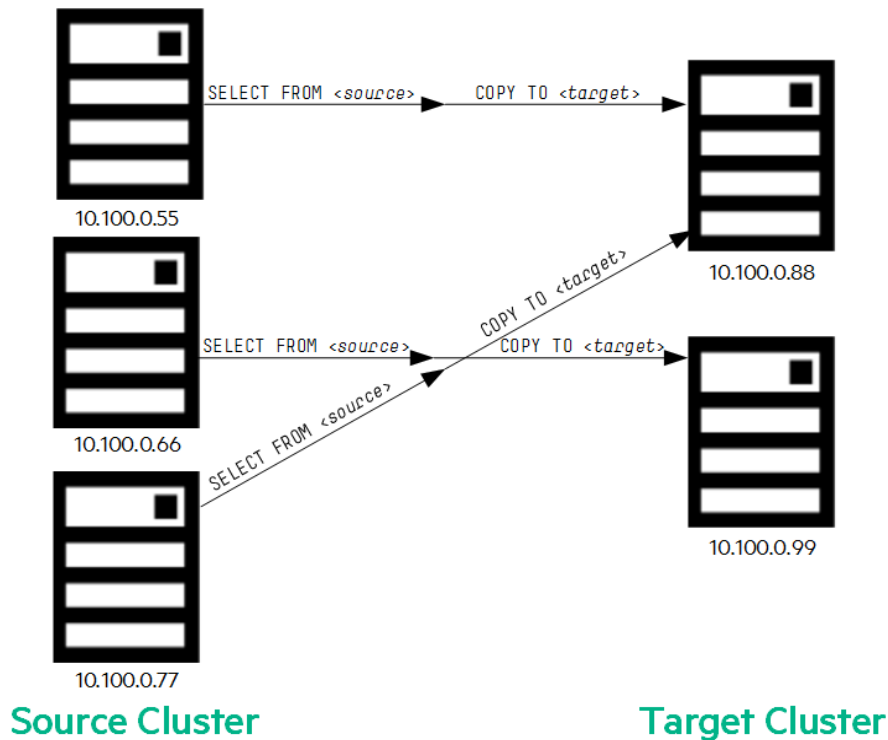 SELECT FROM <source>
COPY TO <target>
10.100.0.55
10.100.0.88
COPY TO <target>
SELECT FROM <source>
COPY TO <target>
SELECT FROM <source>
10.100.0.66
10.100.0.99
10.100.0.77
Source Cluster
Target Cluster